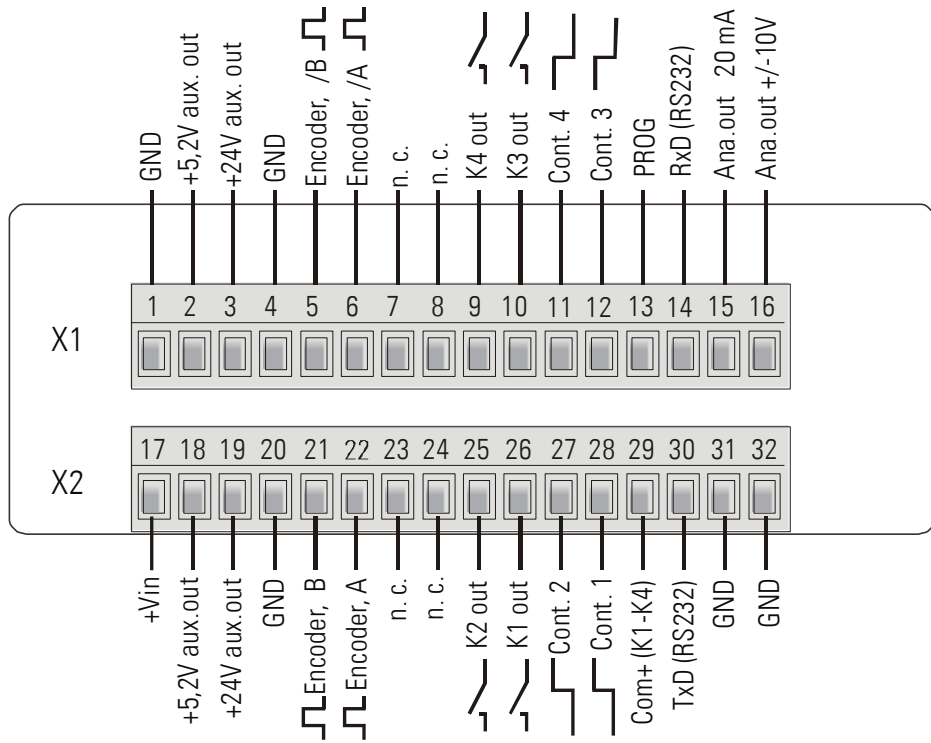 GND
+5,2V aux. out
+24V aux. out
GND
Encoder, /B
Encoder, /A
n. c.
n. c.
K4 out
K3 out
Cont. 4
Cont. 3
PROG
RxD (RS232)
Ana.out 20 mA
Ana.out +/-10V
X1
1 2 3 4 5 6 7 8 9 10 11 12 13 14 15 16
X2
17 18 19 20 21 22 23 24 25 26 27 28 29 30 31 32
+Vin
+5,2V aux.out
+24V aux.out
GND
Encoder, B
Encoder, A
n. c.
n. c.
K2 out
K1 out
Cont. 2
Cont. 1
Com+ (K1-K4)
TxD (RS232)
GND
GND